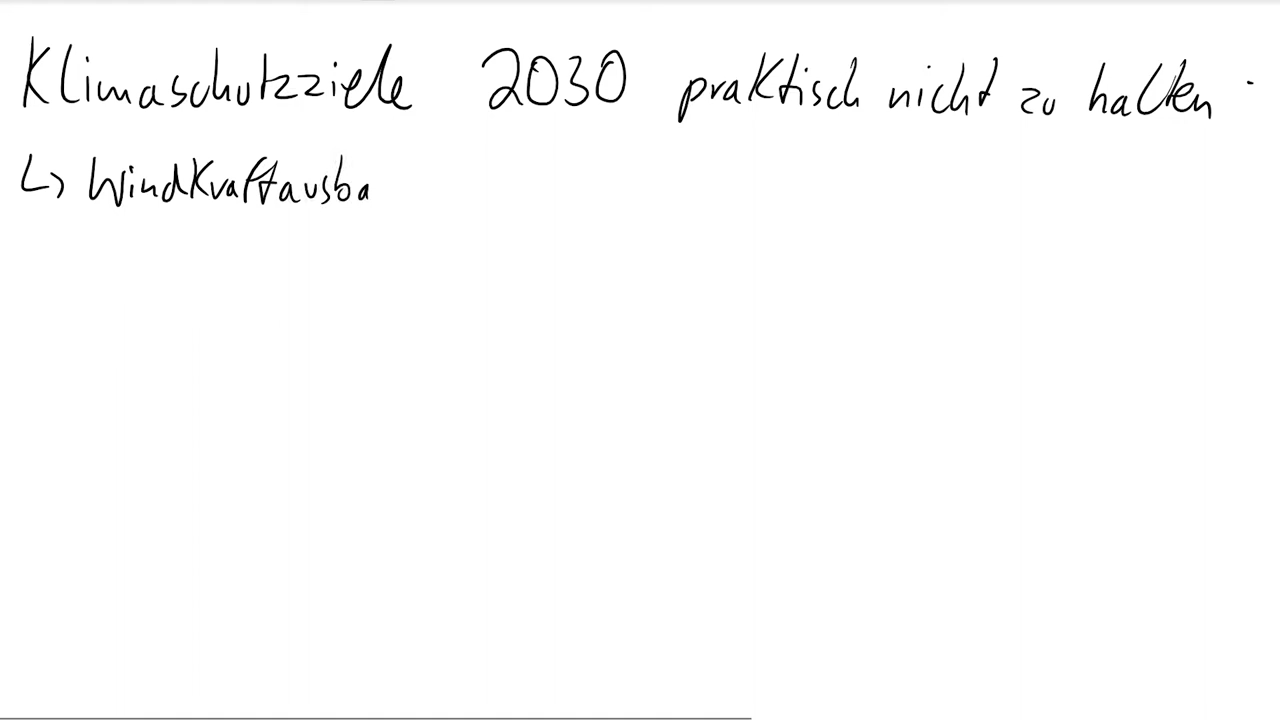 Klimaschutzziele 2030 praktisch nicht zu halten
↳ Windkraftausba